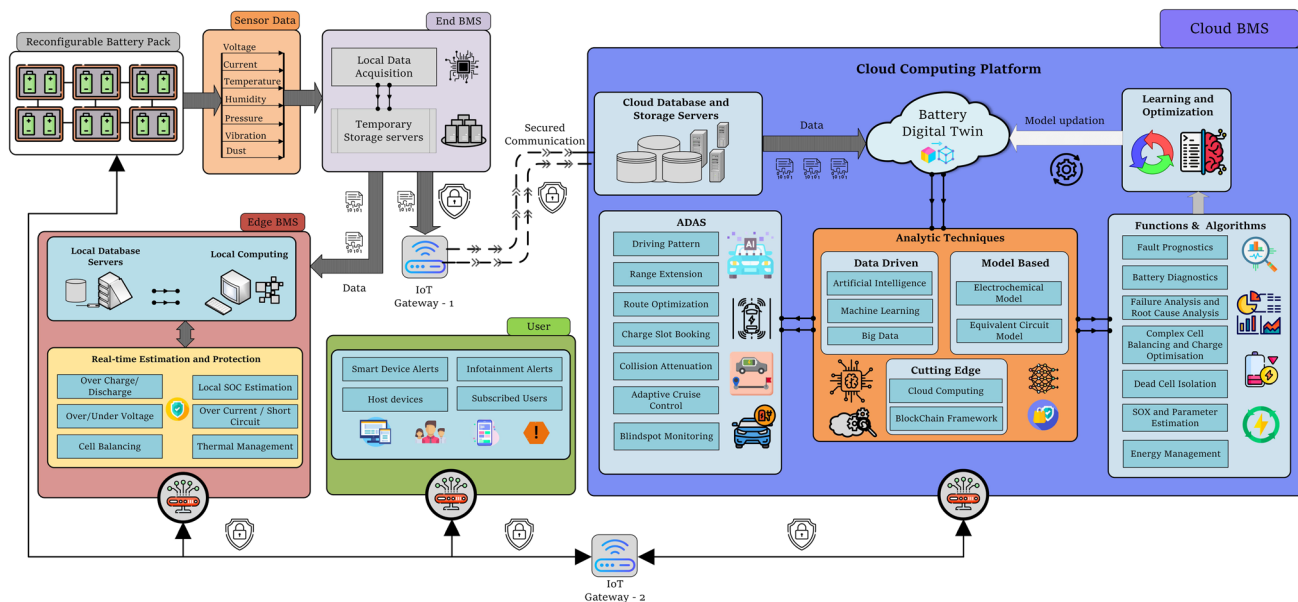 Reconfigurable Battery Pack
Sensor Data
Voltage
Current
Temperature
Humidity
Pressure
Vibration
Dust
End BMS
Local Data
Acquisition
Temporary
Storage servers
Secured
Communication
Data
IoT
Gateway - 1
Edge BMS
Local Database
Servers
Local Computing
Real-time Estimation and Protection
Over Charge/
Discharge
Local SOC Estimation
Over/Under Voltage
Over Current / Short
Circuit
Cell Balancing
Thermal Management
User
Smart Device Alerts
Infotainment Alerts
Host devices
Subscribed Users
Cloud BMS
Cloud Computing Platform
Cloud Database and
Storage Servers
Data
Battery
Digital Twin
Model updation
Learning and
Optimization
ADAS
Driving Pattern
Range Extension
Route Optimization
Charge Slot Booking
Collision Attenuation
Adaptive Cruise
Control
Blindspot Monitoring
AI
Analytic Techniques
Data Driven
Artificial Intelligence
Machine Learning
Big Data
Model Based
Electrochemical
Model
Equivalent Circuit
Model
Cutting Edge
Cloud Computing
BlockChain Framework
Functions & Algorithms
Fault Prognostics
Battery Diagnostics
Failure Analysis and
Root Cause Analysis
Complex Cell
Balancing and Charge
Optimisation
Dead Cell Isolation
SOX and Parameter
Estimation
Energy Management
IoT
Gateway - 2